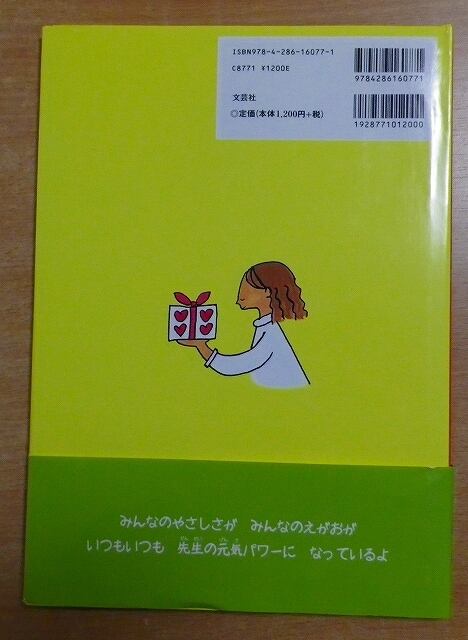 ISBN978-4-286-16077-1
C8771 ¥1200E
9784286160771
文芸社
◎定価(本体1,200円+税)
1928771012000
みんなのやさしさが みんなのえがおが
いつもいつも 先生の元気パワーに なっているよ